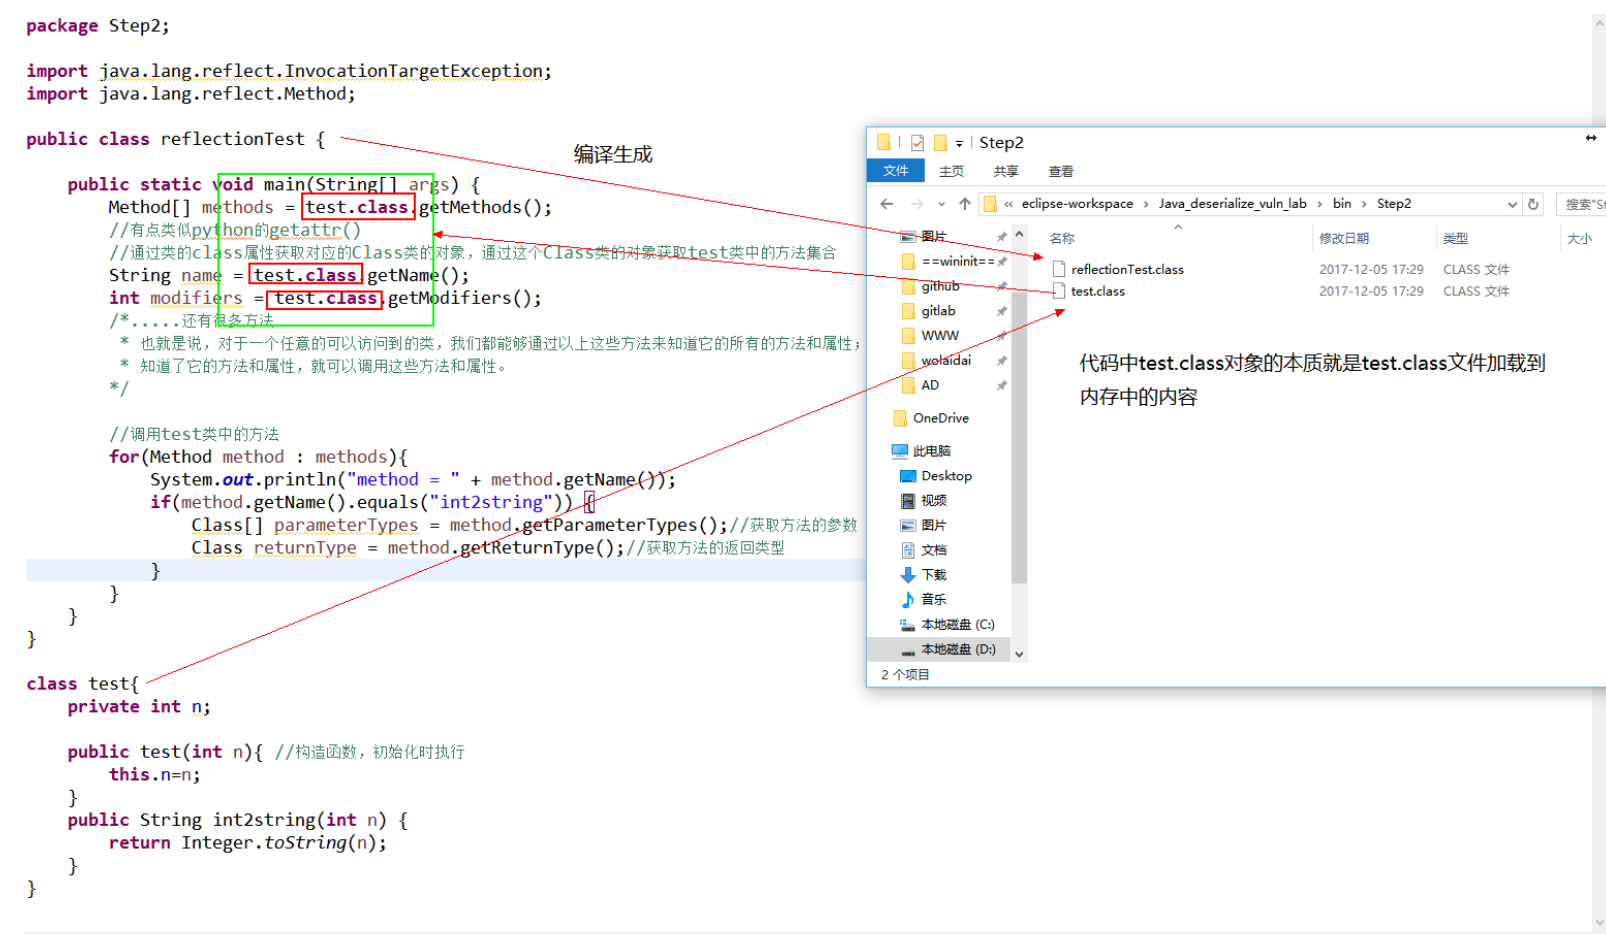 package Step2;
import java.lang.reflect.InvocationTargetException;
import java.lang.reflect.Method;
public class reflectionTest {
编译生成
public static void main(String[] args) {
Method[] methods = test.class.getMethods();
//有点类似python的getattr()
//通过类的class属性获取对应的Class类的对象，通过这个Class类的对象获取test类中的方法集合
String name = test.class.getName();
int modifiers = test.class.getModifiers();
/*.....还有很多方法
* 也就是说，对于一个任意的可以访问到的类，我们都能够通过以上这些方法来知道它的所有的方法和属性；
* 知道了它的方法和属性，就可以调用这些方法和属性。
*/
//调用test类中的方法
for(Method method : methods){
System.out.println("method = " + method.getName());
if(method.getName().equals("int2string")) {
Class[] parameterTypes = method.getParameterTypes();//获取方法的参数
Class returnType = method.getReturnType();//获取方法的返回类型
}
}
}
}
class test{
private int n;
public test(int n){ //构造函数，初始化时执行
this.n=n;
}
public String int2string(int n) {
return Integer.toString(n);
}
}
Step2
文件 主页 共享 查看
« eclipse-workspace › Java_deserialize_vuln_lab › bin › Step2
搜索"St
名称 修改日期 类型 大小
reflectionTest.class 2017-12-05 17:29 CLASS 文件
test.class 2017-12-05 17:29 CLASS 文件
图片
==wininit==
github
gitlab
WWW
wolaidai
AD
OneDrive
此电脑
Desktop
视频
图片
文档
下载
音乐
本地磁盘 (C:)
本地磁盘 (D:)
2 个项目
代码中test.class对象的本质就是test.class文件加载到
内存中的内容